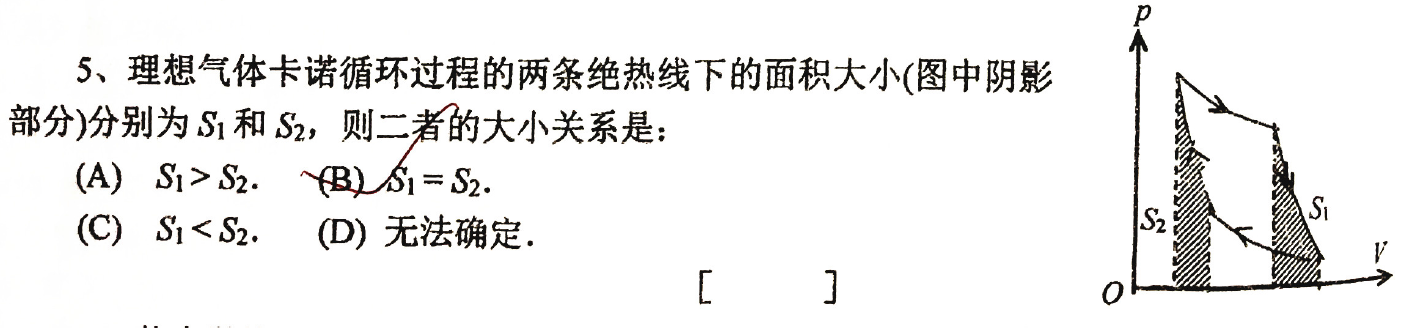 5、理想气体卡诺循环过程的两条绝热线下的面积大小(图中阴影
部分)分别为 S₁ 和 S₂，则二者的大小关系是：
(A) S₁ > S₂. (B) S₁ = S₂.
(C) S₁ < S₂. (D) 无法确定.
[ ]
p
S₂
S₁
O
V